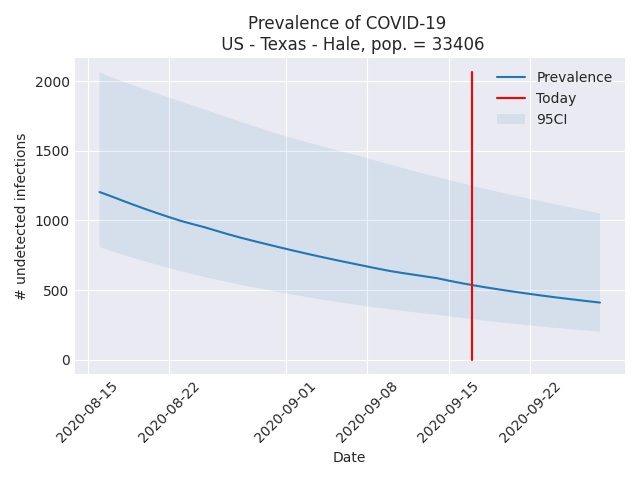 Prevalence of COVID-19
US - Texas - Hale, pop. = 33406
Prevalence
Today
95CI
# undetected infections
2000
1500
1000
500
0
2020-08-15
2020-08-22
2020-09-01
2020-09-08
2020-09-15
2020-09-22
Date